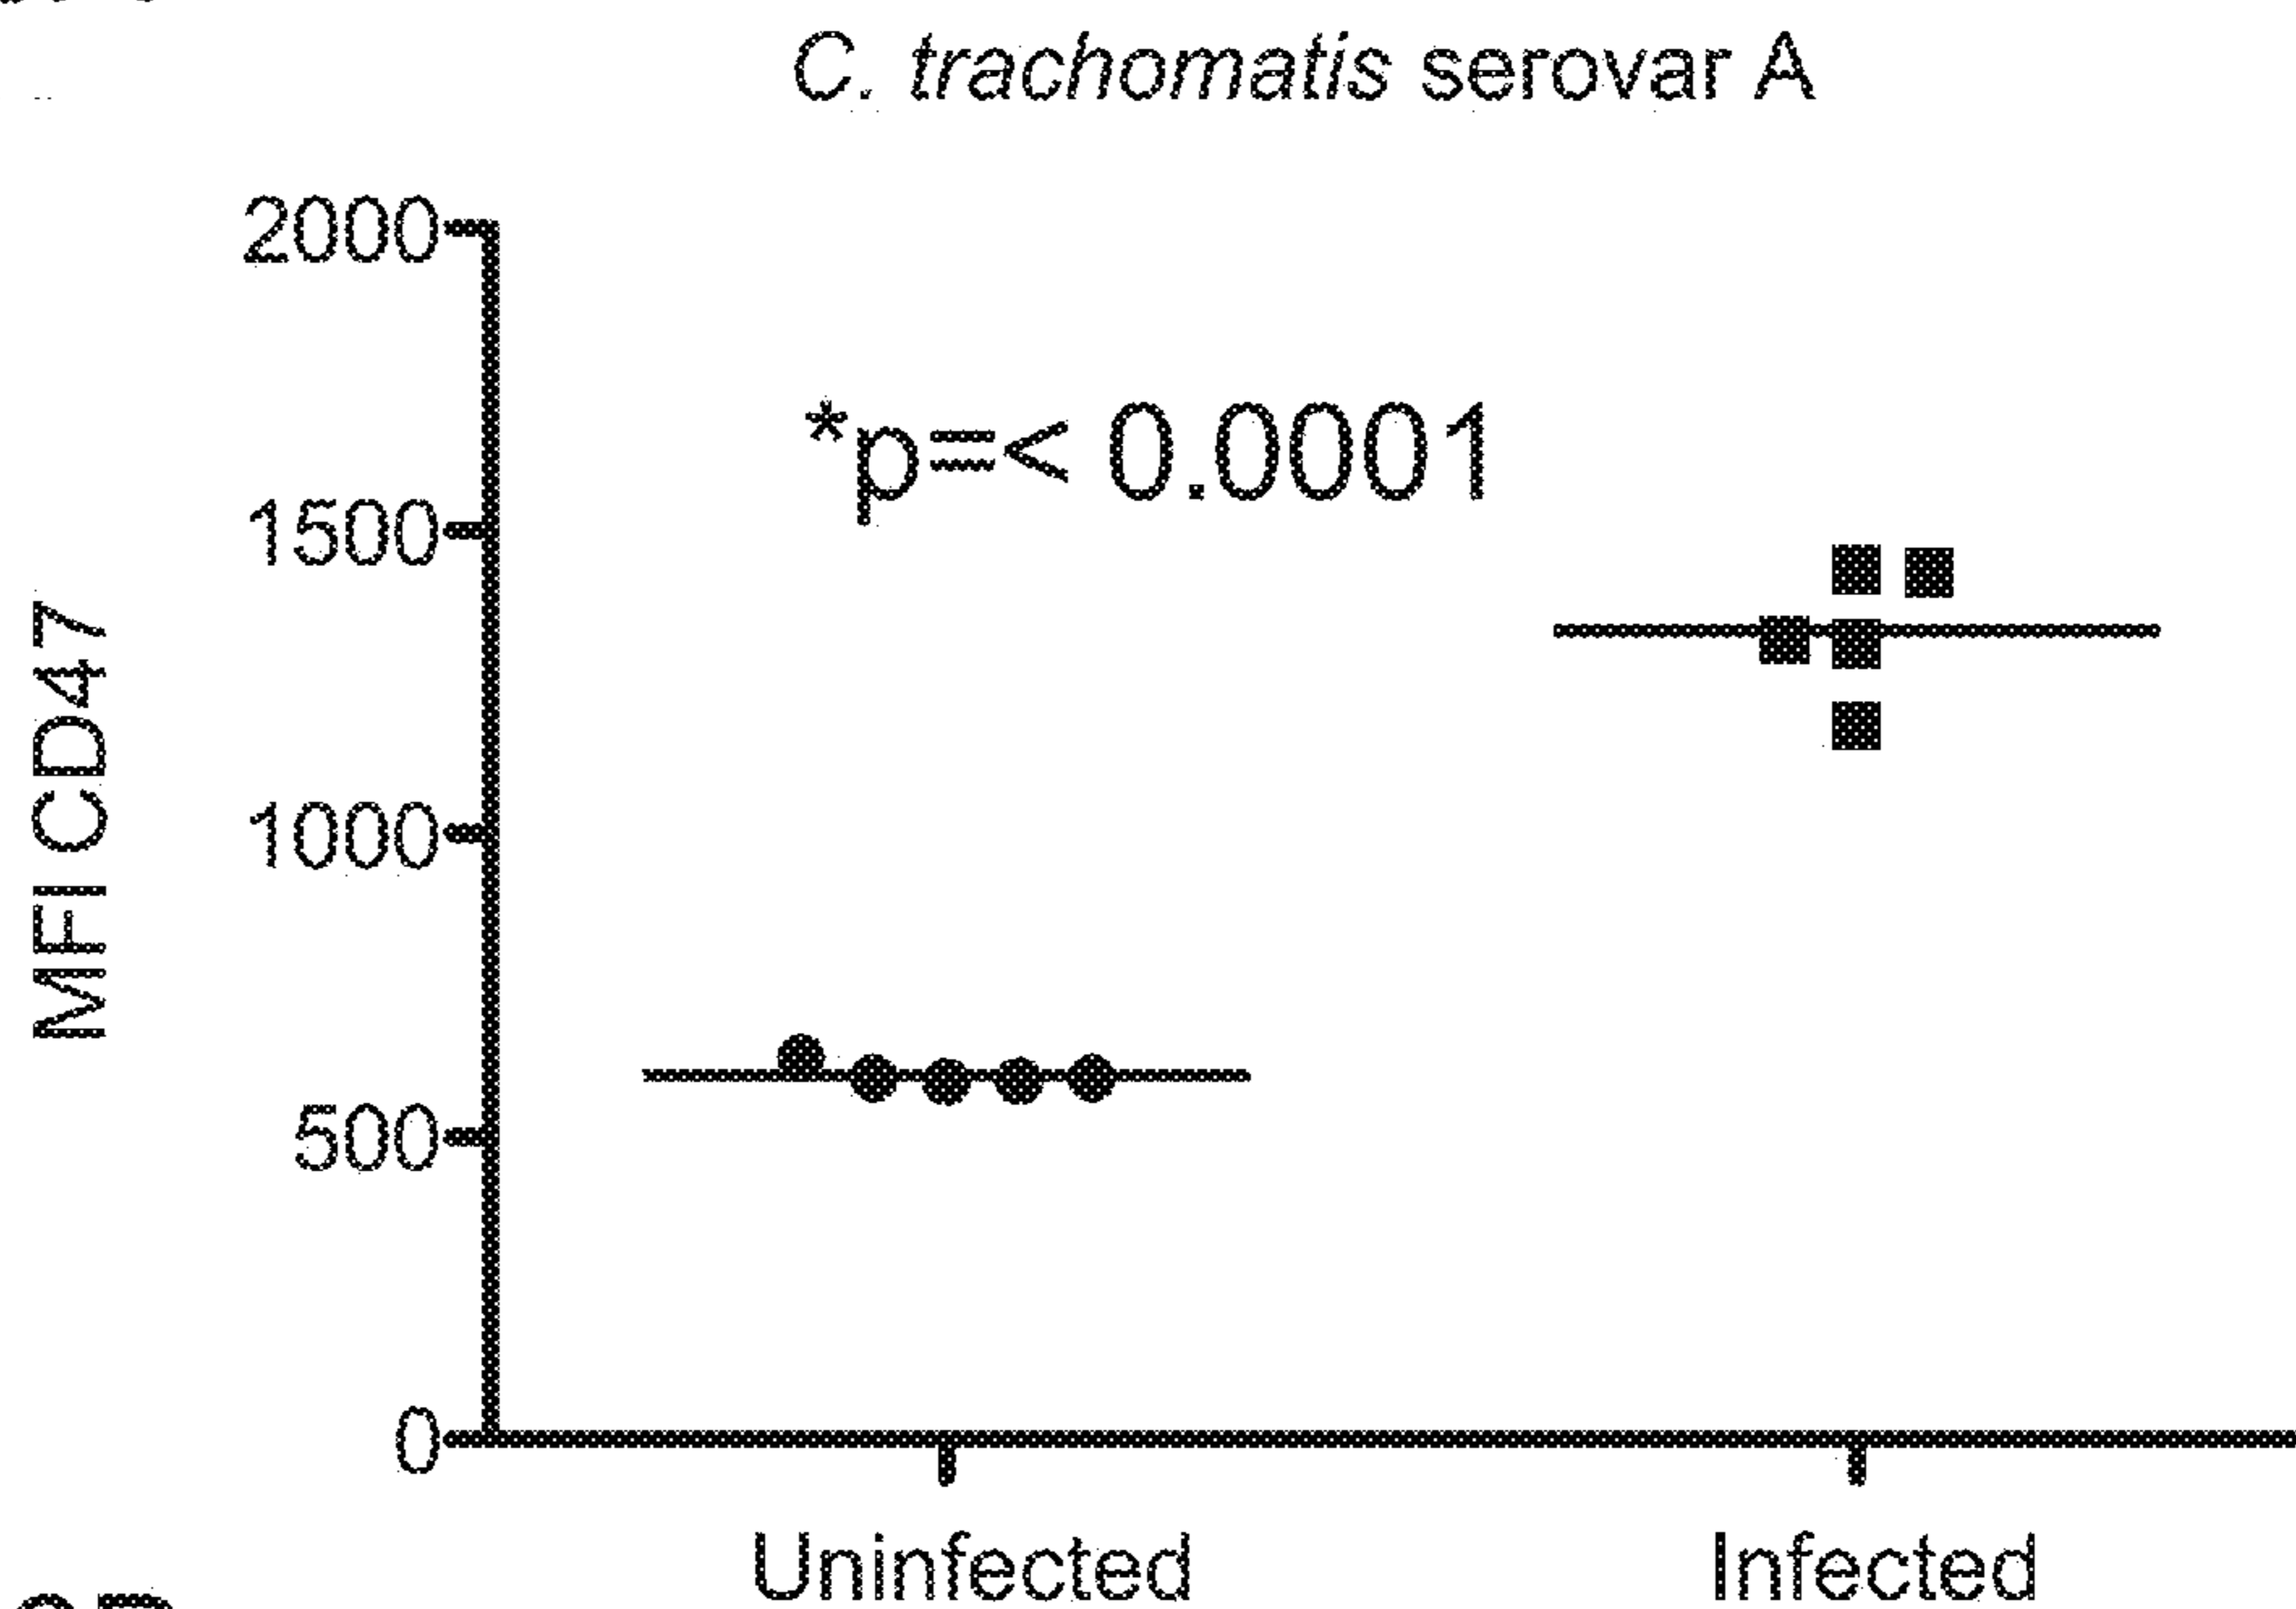 C. trachomatis serovar A
2000
*p=< 0.0001
1500
MFI CD47
1000
500
0
Uninfected
Infected